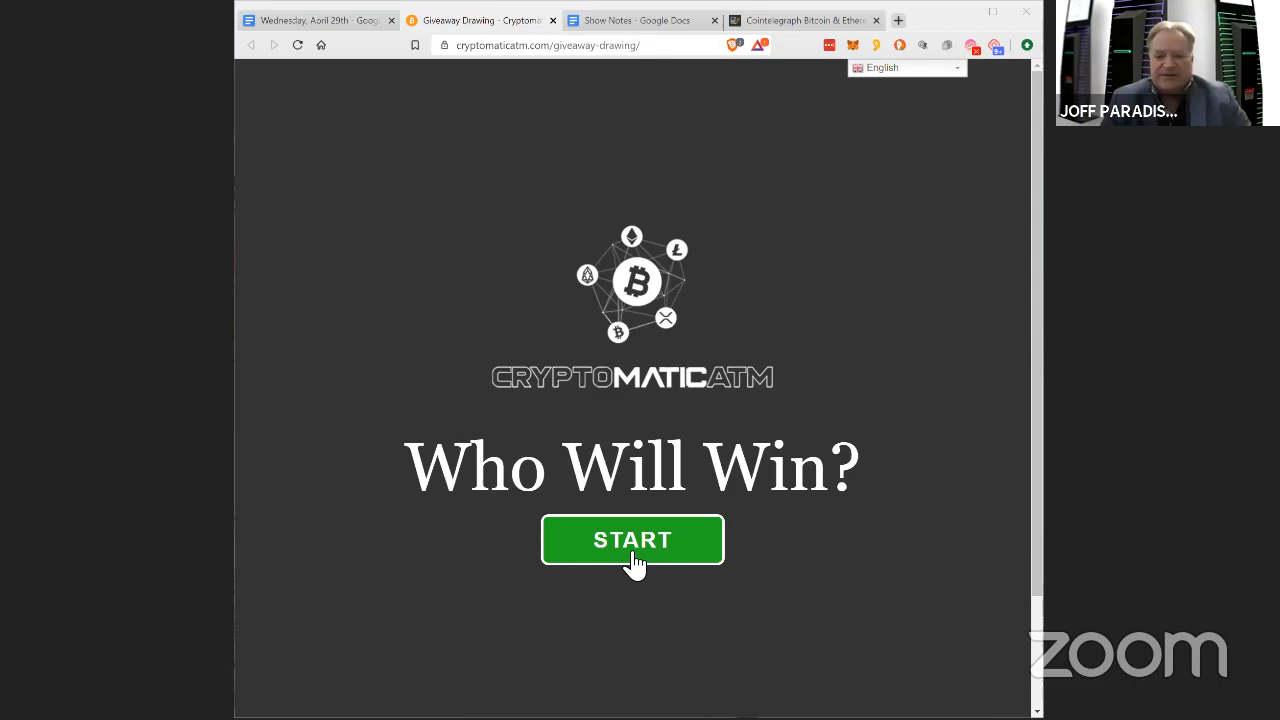 Wednesday, April 29th - Googl
Giveaway Drawing - Cryptoma
Show Notes - Google Docs
Cointelegraph Bitcoin & Ethere
cryptomaticatm.com/giveaway-drawing/
English
JOFF PARADIS...
CRYPTOMATICATM
Who Will Win?
START
zoom